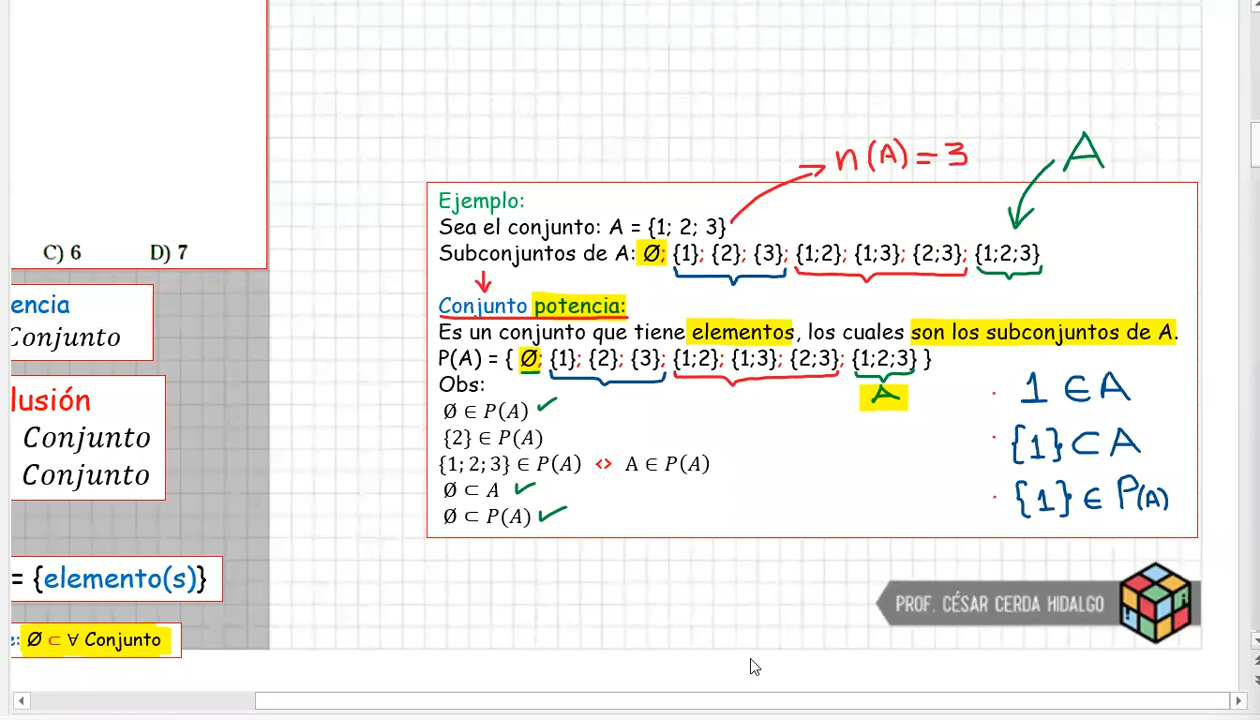 n(A) = 3
A
Ejemplo:
Sea el conjunto: A = {1; 2; 3}
Subconjuntos de A: Ø; {1}; {2}; {3}; {1;2}; {1;3}; {2;3}; {1;2;3}
C) 6 D) 7
encia
Conjunto
lusión
Conjunto
Conjunto
= {elemento(s)}
Ø ⊂ ∀ Conjunto
Conjunto potencia:
Es un conjunto que tiene elementos, los cuales son los subconjuntos de A.
P(A) = { Ø; {1}; {2}; {3}; {1;2}; {1;3}; {2;3}; {1;2;3} }
A
Obs:
Ø ∈ P(A)
{2} ∈ P(A)
{1; 2; 3} ∈ P(A) <> A ∈ P(A)
Ø ⊂ A
Ø ⊂ P(A)
1 ∈ A
{1} ⊂ A
{1} ∈ P(A)
PROF. CÉSAR CERDA HIDALGO